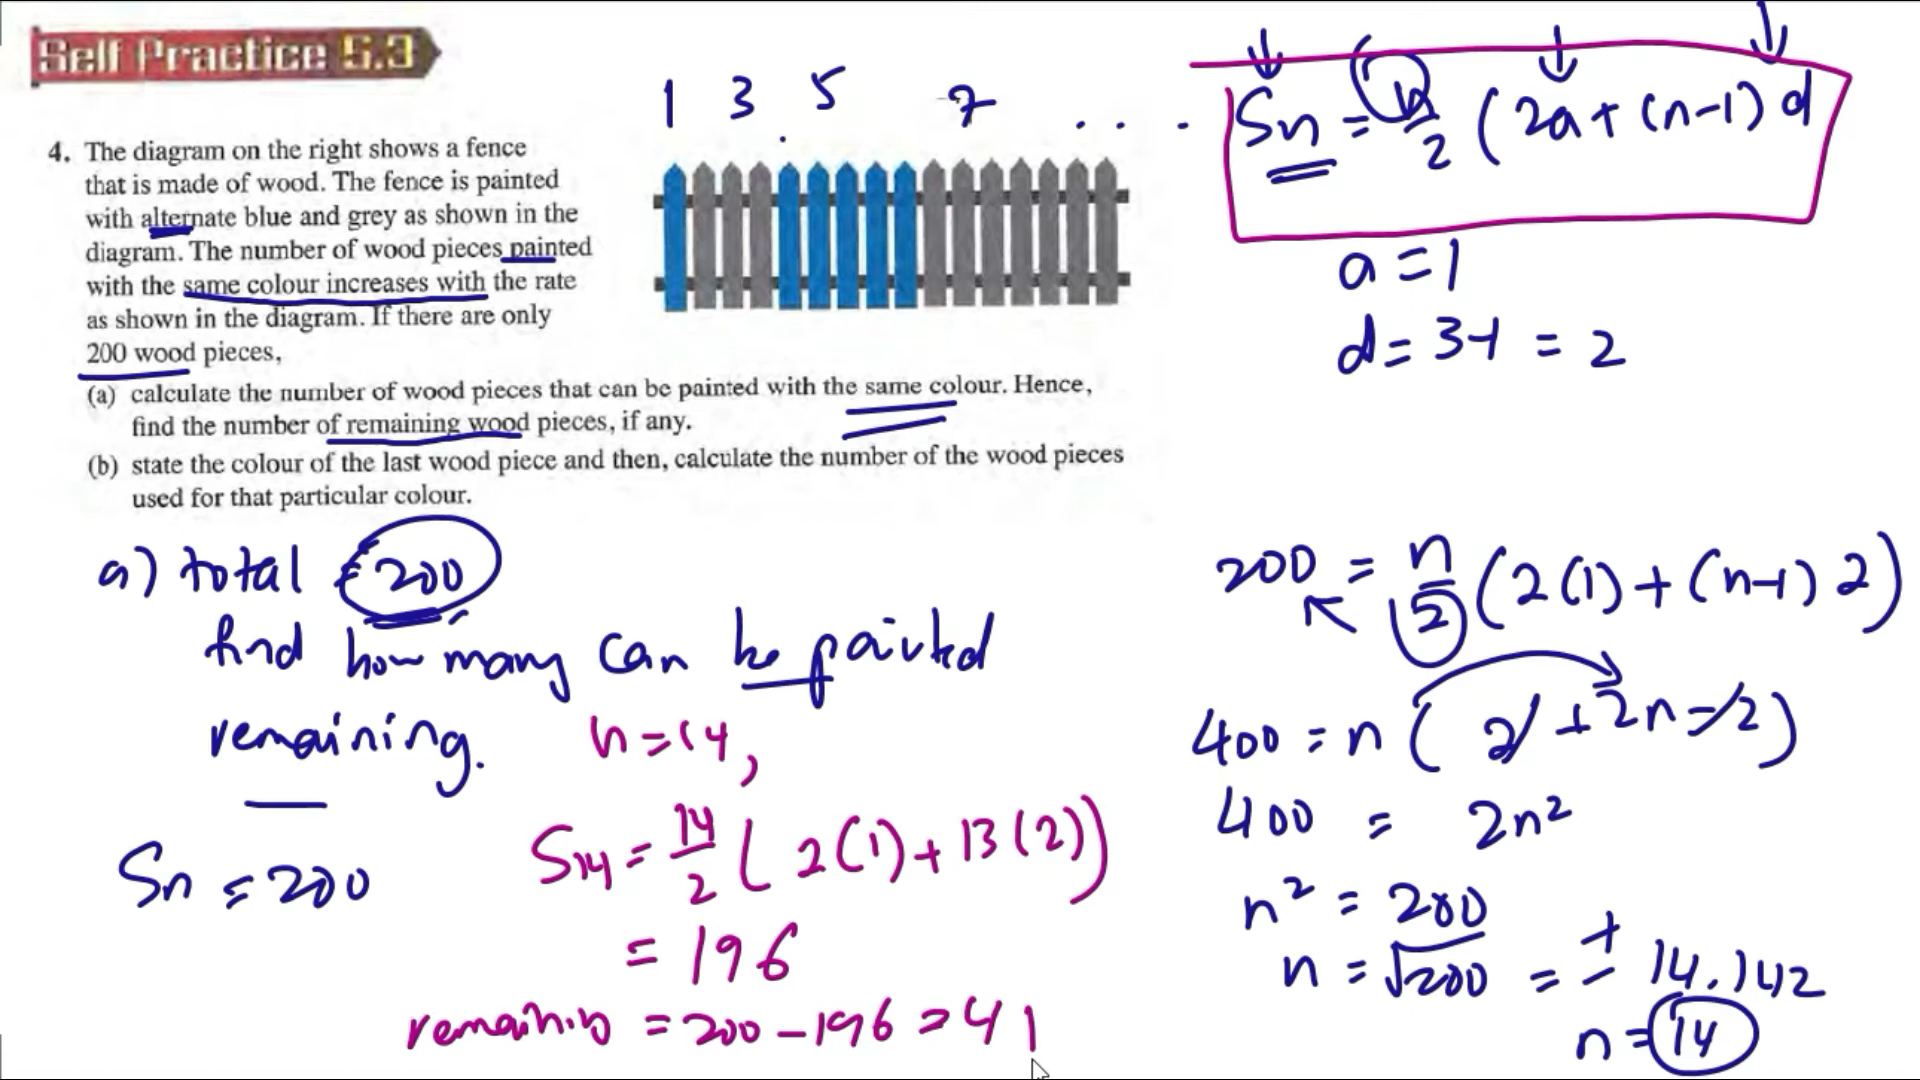 Self Practice 5.3
1 3 5 7 . . . .
Sn = n/2 (2a + (n-1) d
4. The diagram on the right shows a fence
that is made of wood. The fence is painted
with alternate blue and grey as shown in the
diagram. The number of wood pieces painted
with the same colour increases with the rate
as shown in the diagram. If there are only
200 wood pieces,
(a) calculate the number of wood pieces that can be painted with the same colour. Hence,
find the number of remaining wood pieces, if any.
(b) state the colour of the last wood piece and then, calculate the number of the wood pieces
used for that particular colour.
a = 1
d = 3-1 = 2
a) total 200
find how many can be painted
remaining.
Sn = 200
n = 14,
S14 = 14/2 ( 2(1) + 13(2))
= 196
remaining = 200 - 196 = 4
200 = n/2 (2(1) + (n-1) 2)
400 = n ( 2 + 2n - 2)
400 = 2n²
n² = 200
n = √200 = ± 14.142
n = 14